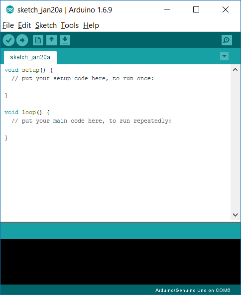 sketch_jan20a | Arduino 1.6.9
File Edit Sketch Tools Help
sketch_jan20a
void setup() {
// put your setup code here, to run once:
}
void loop() {
// put your main code here, to run repeatedly:
}
Arduino/Genuino Uno on COM8